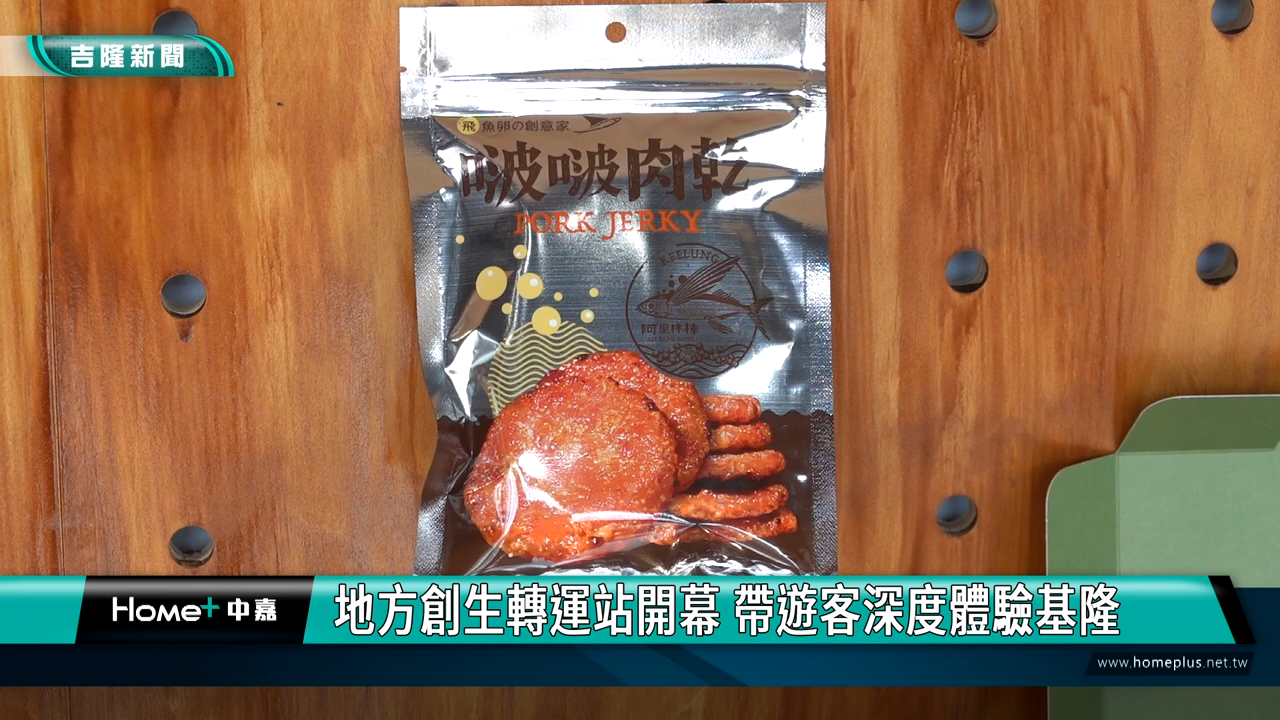 吉隆新聞
飛魚卵の創意家
啵啵肉乾
PORK JERKY
KEELUNG
阿里棒棒
Home+中嘉
地方創生轉運站開幕 帶遊客深度體驗基隆
www.homeplus.net.tw